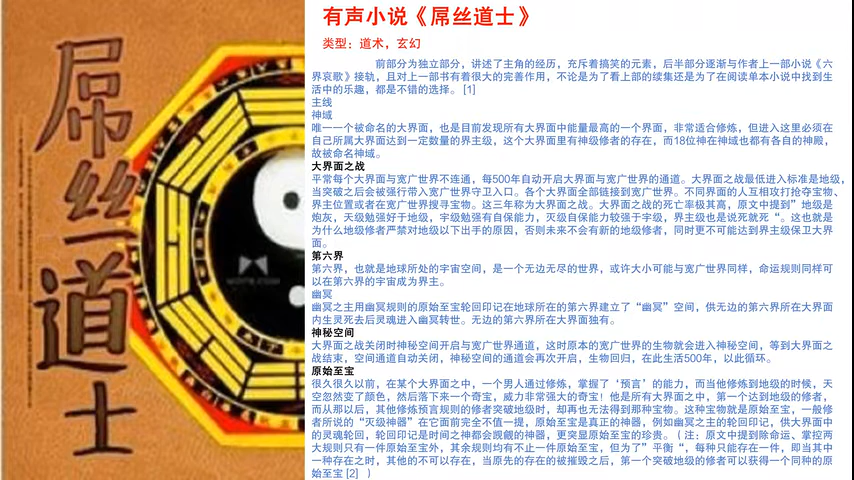 屌丝道士
有声小说《屌丝道士》
类型：道术，玄幻
前部分为独立部分，讲述了主角的经历，充斥着搞笑的元素，后半部分逐渐与作者上一部小说《六
界哀歌》接轨，且对上一部书有着很大的完善作用，不论是为了看上部的续集还是为了在阅读单本小说中找到生
活中的乐趣，都是不错的选择。 [1]
主线
神域
唯一一个被命名的大界面，也是目前发现所有大界面中能量最高的一个界面，非常适合修炼，但进入这里必须在
自己所属大界面达到一定数量的界主级，这个大界面里有神级修者的存在，而18位神在神域也都有各自的神殿，
故被命名神域。
大界面之战
平常每个大界面与宽广世界不连通，每500年自动开启大界面与宽广世界的通道。大界面之战最低进入标准是地级，
当突破之后会被强行带入宽广世界守卫入口。各个大界面全部链接到宽广世界。不同界面的人互相攻打抢夺宝物、
界主位置或者在宽广世界搜寻宝物。这三年称为大界面之战。大界面之战的死亡率极其高，原文中提到”地级是
炮灰，天级勉强好于地级，宇级勉强有自保能力，灭级自保能力较强于宇级，界主级也是说死就死“。这也就是
为什么地级修者严禁对地级以下出手的原因，否则未来不会有新的地级修者，同时更不可能达到界主级保卫大界
面。
第六界
第六界，也就是地球所处的宇宙空间，是一个无边无尽的世界，或许大小可能与宽广世界同样，命运规则同样可
以在第六界的宇宙成为界主。
幽冥
幽冥之主用幽冥规则的原始至宝轮回印记在地球所在的第六界建立了“幽冥”空间，供无边的第六界所在大界面
内生灵死去后灵魂进入幽冥转世。无边的第六界所在大界面独有。
神秘空间
大界面之战关闭时神秘空间开启与宽广世界通道，这时原本的宽广世界的生物就会进入神秘空间，等到大界面之
战结束，空间通道自动关闭，神秘空间的通道会再次开启，生物回归，在此生活500年，以此循环。
原始至宝
很久很久以前，在某个大界面之中，一个男人通过修炼，掌握了‘预言’的能力，而当他修炼到地级的时候，天
空忽然变了颜色，然后落下来一个奇宝，威力非常强大的奇宝！他是所有大界面之中，第一个达到地级的修者，
而从那以后，其他修炼预言规则的修者突破地级时，却再也无法得到那种宝物。这种宝物就是原始至宝，一般修
者所说的“灭级神器”在它面前完全不值一提，原始至宝是真正的神器，例如幽冥之主的轮回印记，供大界面中
的灵魂轮回，轮回印记是时间之神都会觊觎的神器，更突显原始至宝的珍贵。（注：原文中提到除命运、掌控两
大规则只有一件原始至宝外，其余规则均有不止一件原始至宝，但为了”平衡“，每种只能存在一件，即当其中
一种存在之时，其他的不可以存在，当原先的存在的被摧毁之后，第一个突破地级的修者可以获得一个同种的原
始至宝 [2] ）